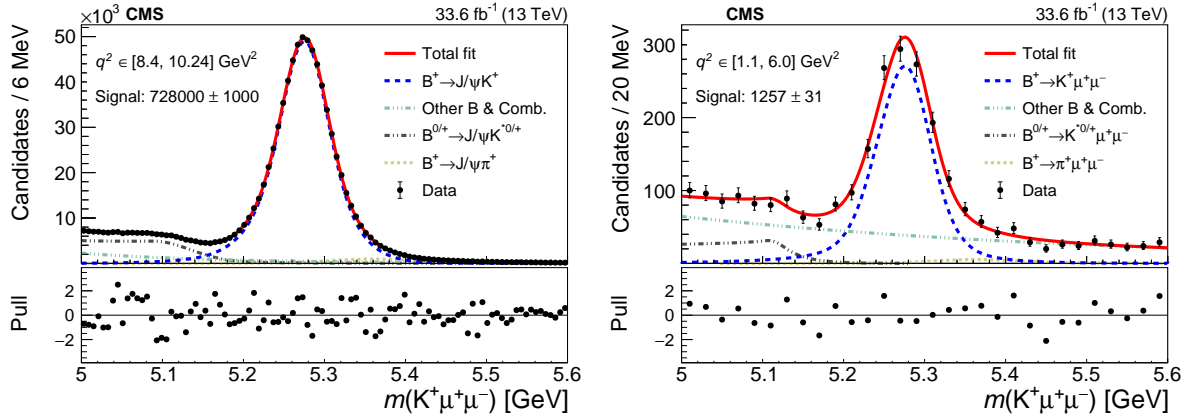 ×10³ CMS 33.6 fb⁻¹ (13 TeV)
Candidates / 6 MeV
50
40
30
20
10
0
q² ∈ [8.4, 10.24] GeV²
Signal: 728000 ± 1000
Total fit
B⁺→J/ψK⁺
Other B & Comb.
B⁰/⁺→J/ψK*⁰/⁺
B⁺→J/ψπ⁺
Data
Pull
2
0
−2
5 5.1 5.2 5.3 5.4 5.5 5.6
m(K⁺μ⁺μ⁻) [GeV]
CMS 33.6 fb⁻¹ (13 TeV)
Candidates / 20 MeV
300
200
100
0
q² ∈ [1.1, 6.0] GeV²
Signal: 1257 ± 31
Total fit
B⁺→K⁺μ⁺μ⁻
Other B & Comb.
B⁰/⁺→K*⁰/⁺μ⁺μ⁻
B⁺→π⁺μ⁺μ⁻
Data
Pull
2
0
−2
5 5.1 5.2 5.3 5.4 5.5 5.6
m(K⁺μ⁺μ⁻) [GeV]